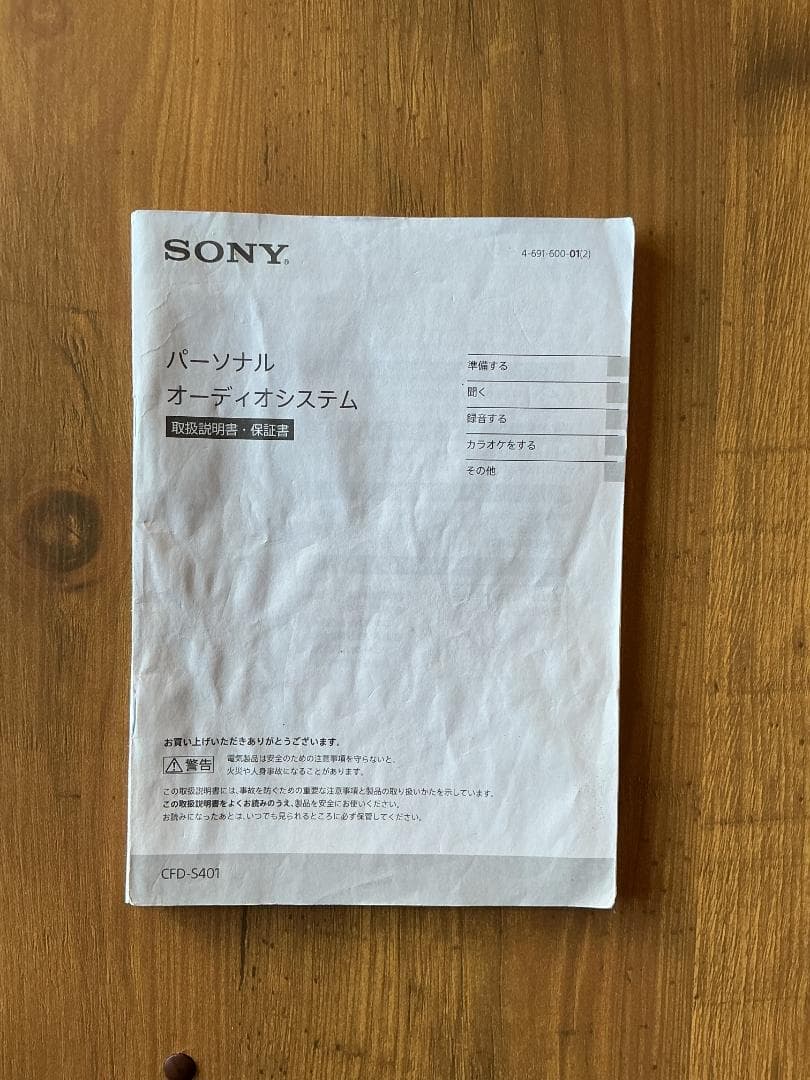 SONY®
4-691-600-01(2)
パーソナル
オーディオシステム
取扱説明書・保証書
準備する
聞く
録音する
カラオケをする
その他
お買い上げいただきありがとうございます。
警告
電気製品は安全のための注意事項を守らないと、
火災や人身事故になることがあります。
この取扱説明書には、事故を防ぐための重要な注意事項と製品の取り扱いかたを示しています。
この取扱説明書をよくお読みのうえ、製品を安全にお使いください。
お読みになったあとは、いつでも見られるところに必ず保管してください。
CFD-S401